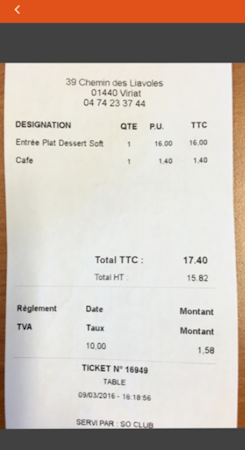 39 Chemin des Liavoles
01440 Viriat
04 74 23 37 44
DESIGNATION QTE P.U. TTC
Entrée Plat Dessert Soft 1 16,00 16,00
Cafe 1 1,40 1,40
Total TTC : 17.40
Total HT : 15.82
Règlement Date Montant
TVA Taux Montant
10,00 1,58
TICKET N° 16949
TABLE
09/03/2016 - 16:18:56
SERVI PAR : SO CLUB